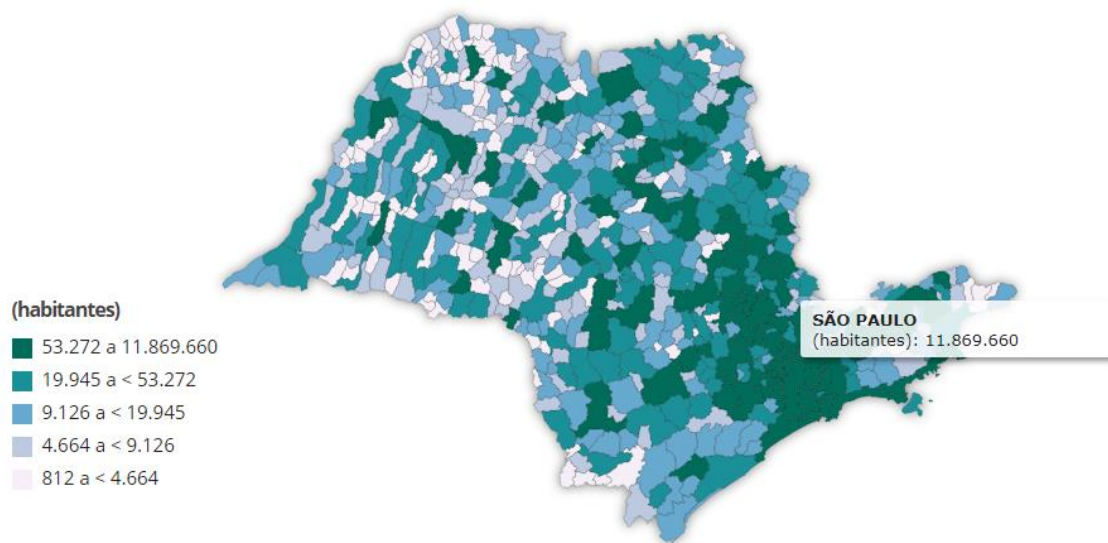 (habitantes)
53.272 a 11.869.660
19.945 a < 53.272
9.126 a < 19.945
4.664 a < 9.126
812 a < 4.664
SÃO PAULO
(habitantes): 11.869.660